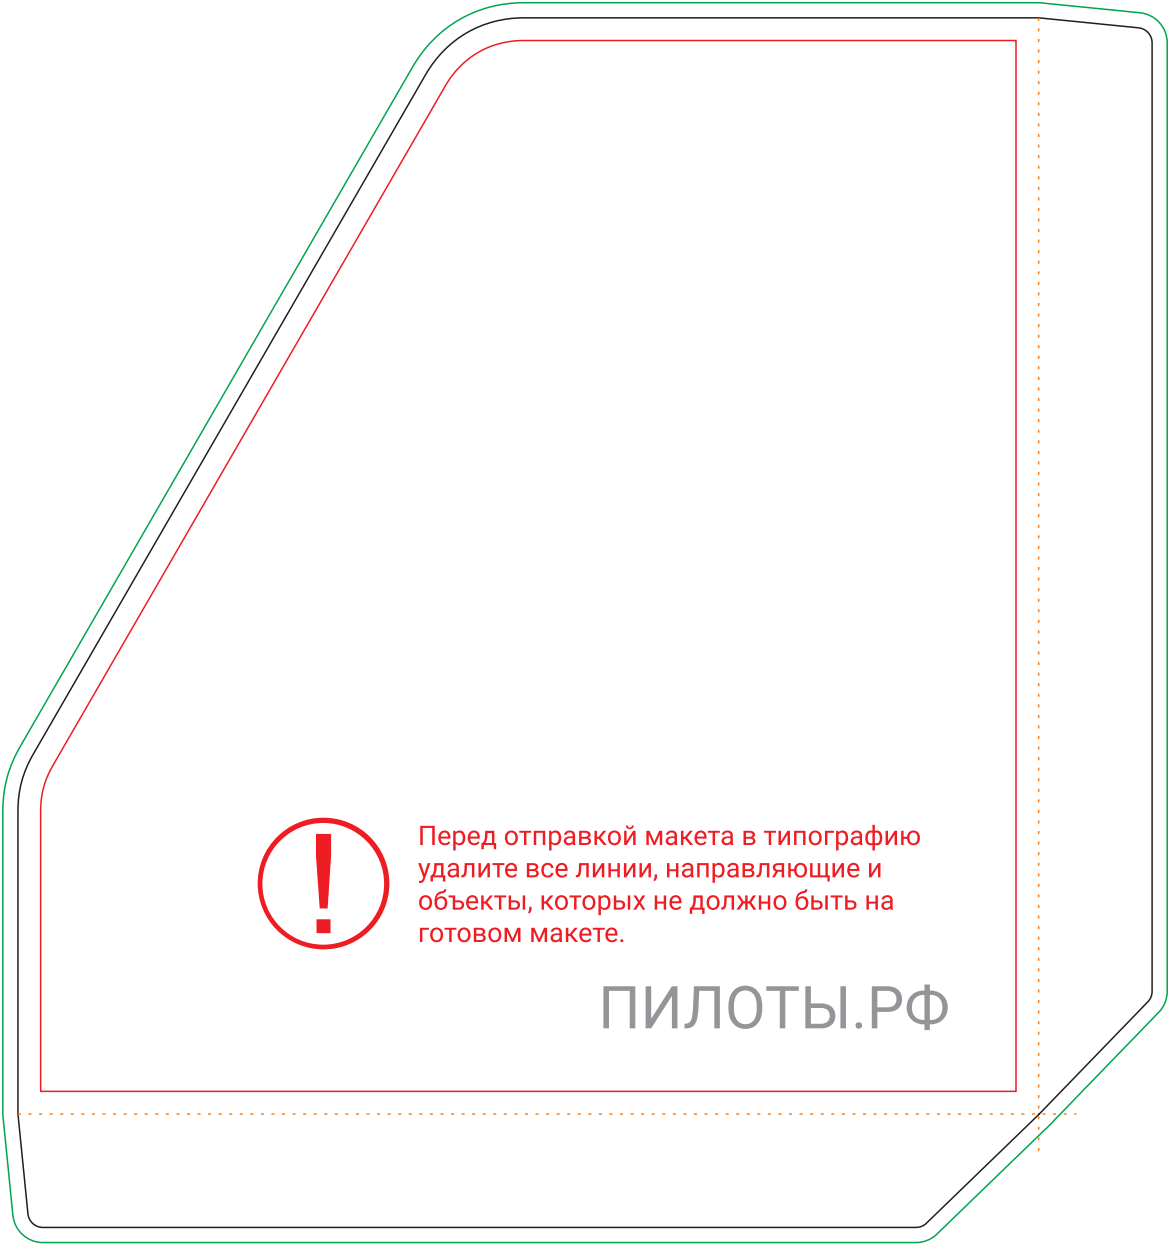 Перед отправкой макета в типографию
удалите все линии, направляющие и
объекты, которых не должно быть на
готовом макете.
ПИЛОТЫ.РФ